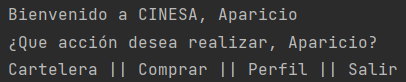 Bienvenido a CINESA, Aparicio
¿Que acción desea realizar, Aparicio?
Cartelera || Comprar || Perfil || Salir